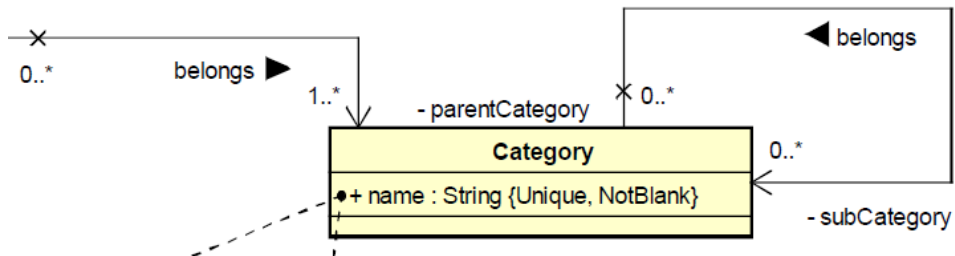 belongs
0..*
belongs
1..*
- parentCategory
0..*
Category
0..*
+ name : String {Unique, NotBlank}
- subCategory